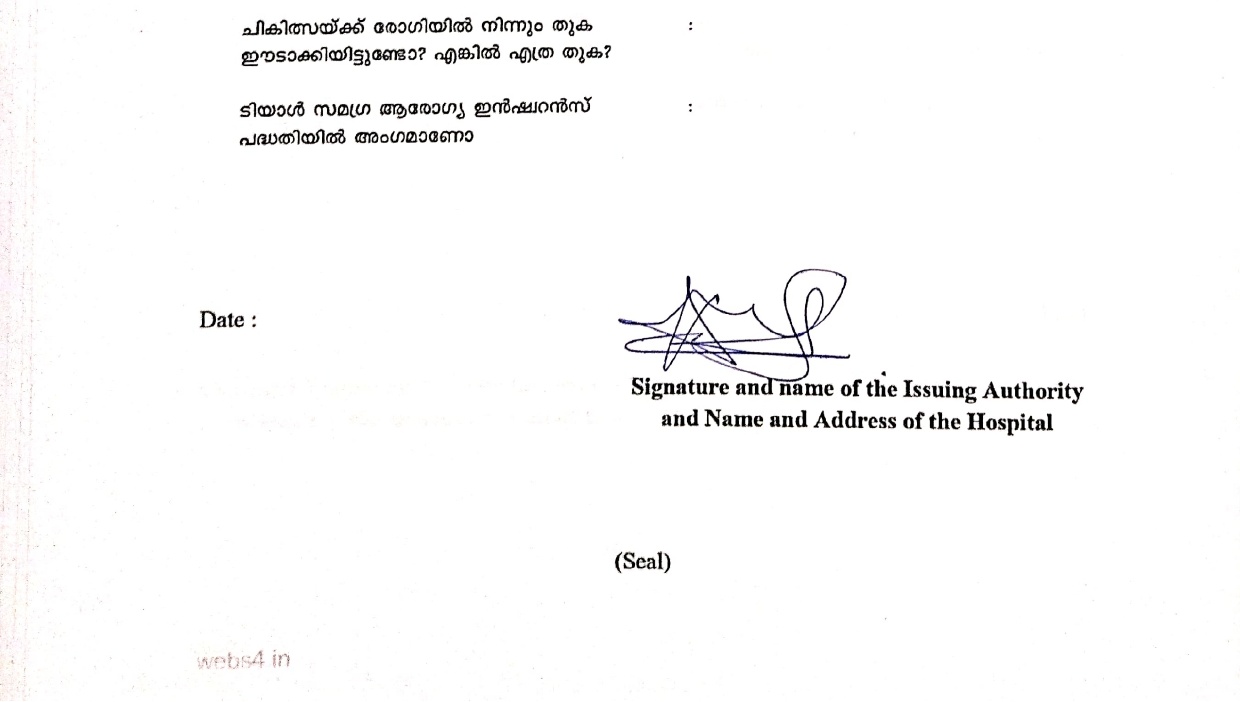 ചികിത്സയ്ക്ക് രോഗിയിൽ നിന്നും തുക :
ഈടാക്കിയിട്ടുണ്ടോ? എങ്കിൽ എത്ര തുക?
ടിയാൾ സമഗ്ര ആരോഗ്യ ഇൻഷ്വറൻസ് :
പദ്ധതിയിൽ അംഗമാണോ
Date :
Signature and name of the Issuing Authority
and Name and Address of the Hospital
(Seal)
webs4 in